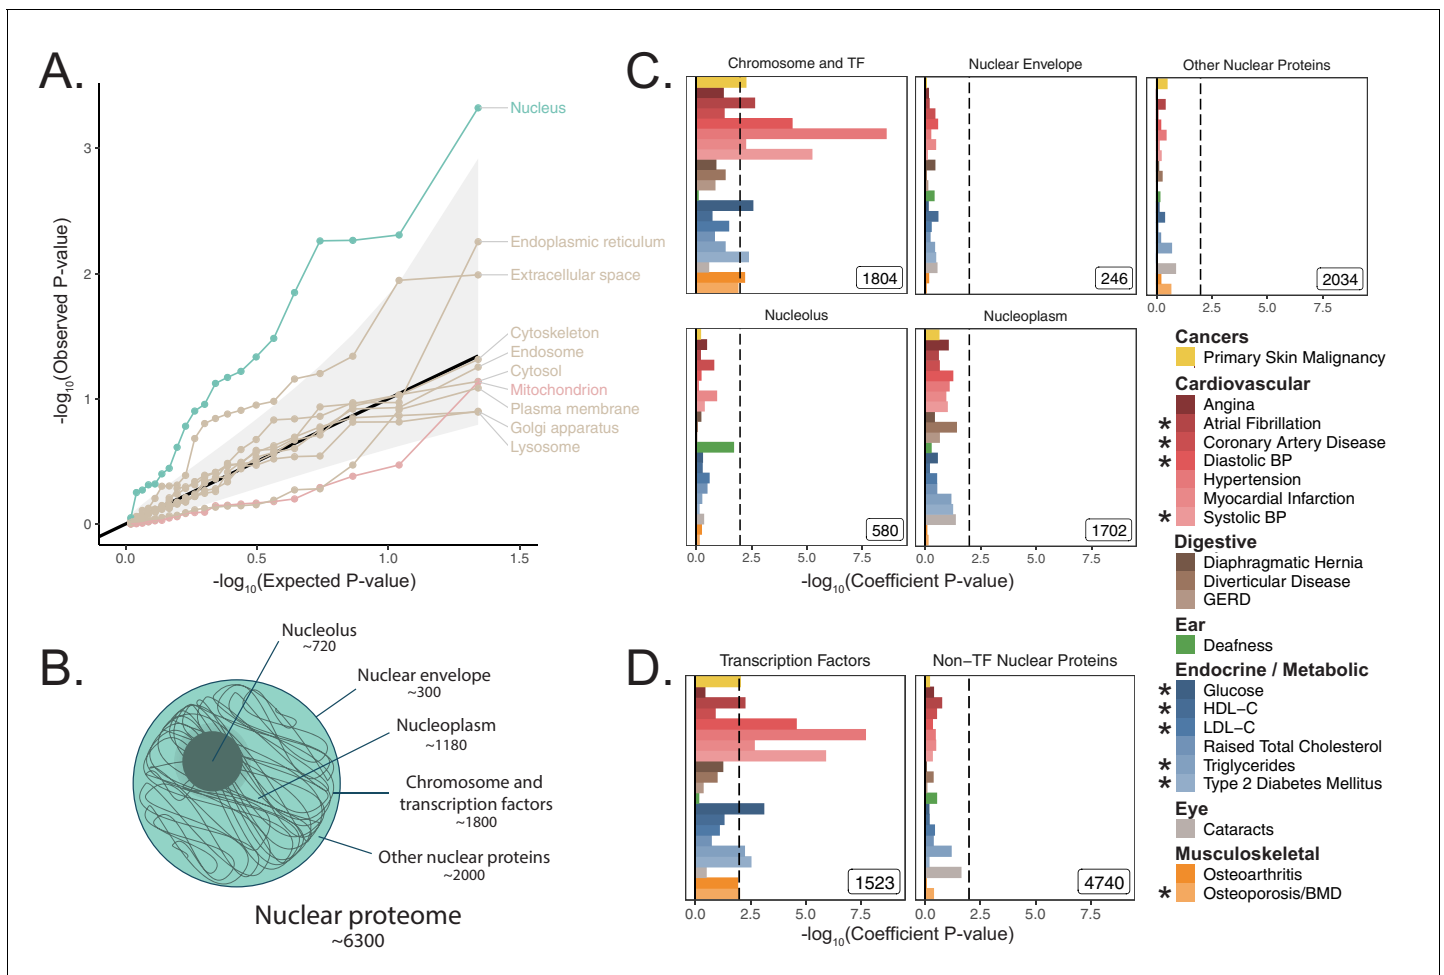 A.
-log10(Observed P-value)
3
2
1
0
0.0 0.5 1.0 1.5
-log10(Expected P-value)
Nucleus
Endoplasmic reticulum
Extracellular space
Cytoskeleton
Endosome
Cytosol
Mitochondrion
Plasma membrane
Golgi apparatus
Lysosome
B.
Nucleolus
~720
Nuclear envelope
~300
Nucleoplasm
~1180
Chromosome and
transcription factors
~1800
Other nuclear proteins
~2000
Nuclear proteome
~6300
C.
Chromosome and TF
1804
Nuclear Envelope
246
Other Nuclear Proteins
2034
0.0 2.5 5.0 7.5
Nucleolus
580
0.0 2.5 5.0 7.5
Nucleoplasm
1702
0.0 2.5 5.0 7.5
-log10(Coefficient P-value)
D.
Transcription Factors
1523
0.0 2.5 5.0 7.5
Non-TF Nuclear Proteins
4740
0.0 2.5 5.0 7.5
-log10(Coefficient P-value)
Cancers
Primary Skin Malignancy
Cardiovascular
Angina
* Atrial Fibrillation
* Coronary Artery Disease
* Diastolic BP
Hypertension
Myocardial Infarction
* Systolic BP
Digestive
Diaphragmatic Hernia
Diverticular Disease
GERD
Ear
Deafness
Endocrine / Metabolic
* Glucose
* HDL-C
* LDL-C
Raised Total Cholesterol
* Triglycerides
* Type 2 Diabetes Mellitus
Eye
Cataracts
Musculoskeletal
Osteoarthritis
* Osteoporosis/BMD